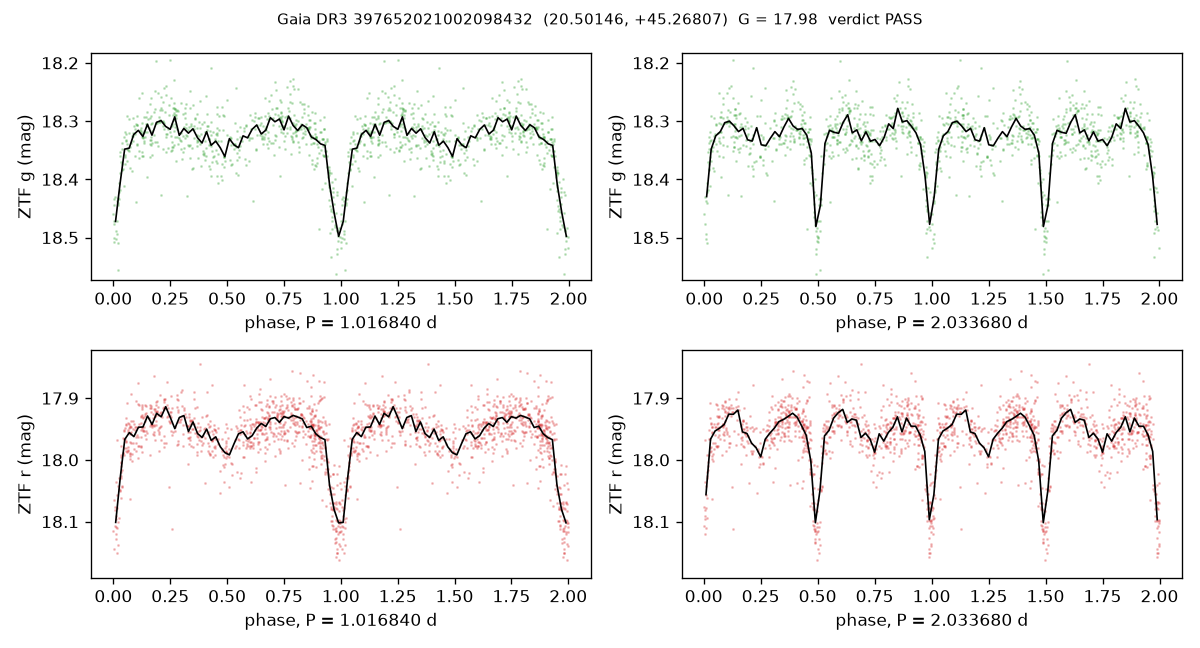 Gaia DR3 397652021002098432  (20.50146, +45.26807)  G = 17.98  verdict PASS
ZTF g (mag)
18.2
18.3
18.4
18.5
0.00 0.25 0.50 0.75 1.00 1.25 1.50 1.75 2.00
phase, P = 1.016840 d
ZTF g (mag)
18.2
18.3
18.4
18.5
0.00 0.25 0.50 0.75 1.00 1.25 1.50 1.75 2.00
phase, P = 2.033680 d
ZTF r (mag)
17.9
18.0
18.1
0.00 0.25 0.50 0.75 1.00 1.25 1.50 1.75 2.00
phase, P = 1.016840 d
ZTF r (mag)
17.9
18.0
18.1
0.00 0.25 0.50 0.75 1.00 1.25 1.50 1.75 2.00
phase, P = 2.033680 d